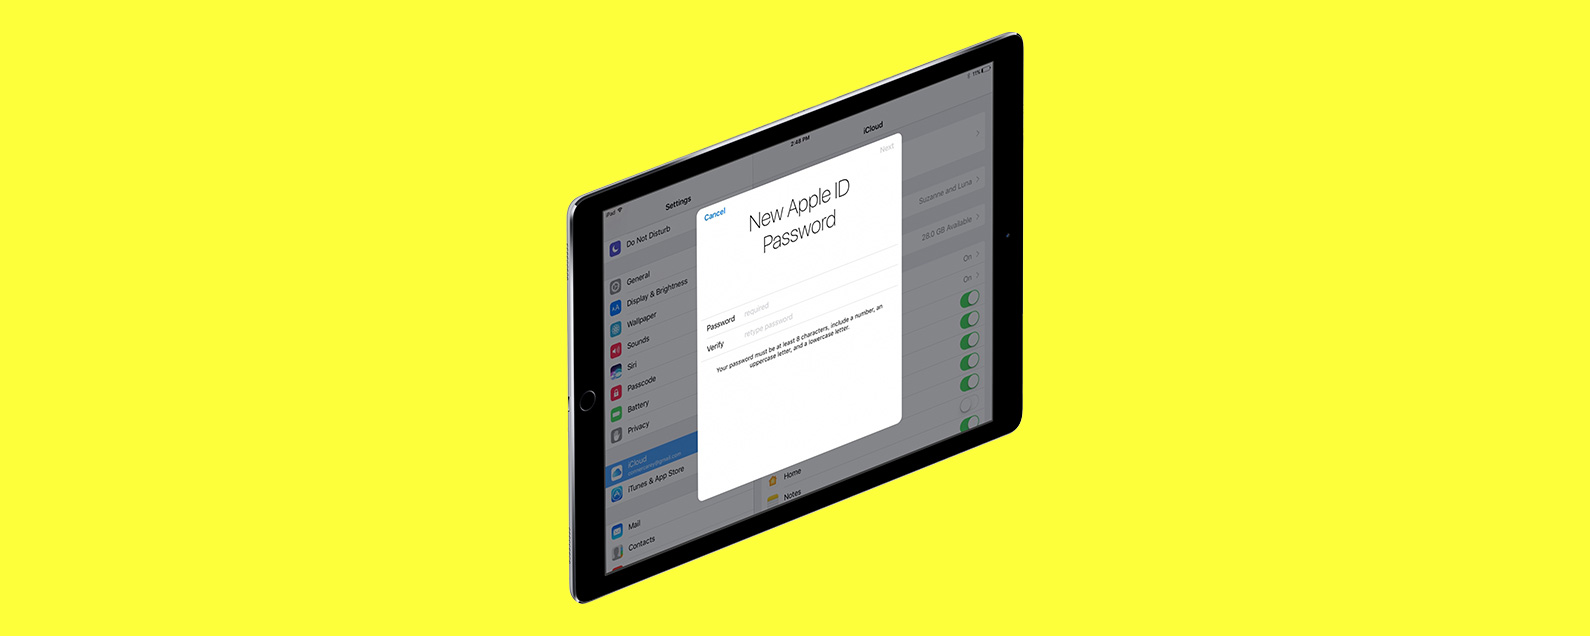 iPad
2:48 PM
11%
Settings
iCloud
Do Not Disturb
General
Display & Brightness
Wallpaper
Sounds
Siri
Passcode
Battery
Privacy
iCloud
iTunes & App Store
Mail
Contacts
Cancel
Next
New Apple ID
Password
Password required
Verify retype password
Your password must be at least 8 characters, include a number, an
uppercase letter, and a lowercase letter.
Suzanne and Luna
28.0 GB Available
On
On
Home
Notes